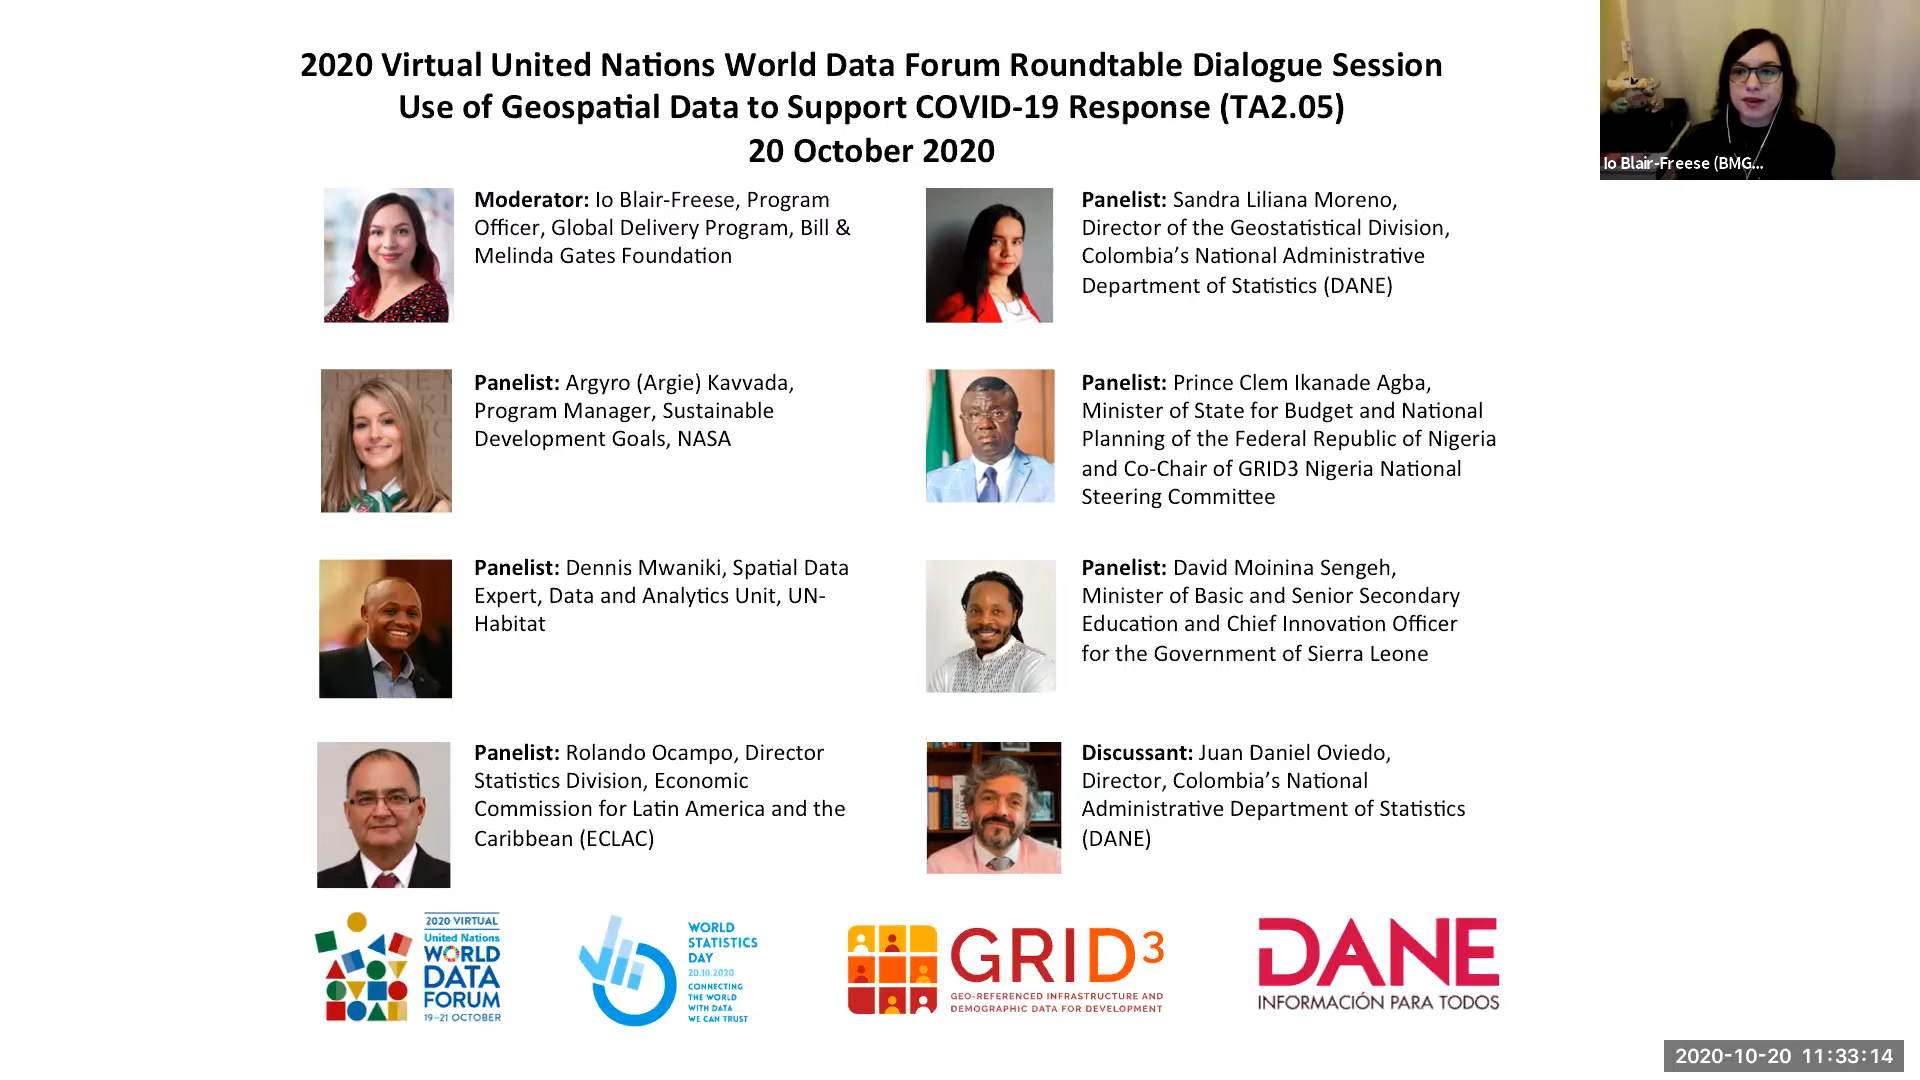 2020 Virtual United Nations World Data Forum Roundtable Dialogue Session
Use of Geospatial Data to Support COVID-19 Response (TA2.05)
20 October 2020
Io Blair-Freese (BMG...
Moderator: Io Blair-Freese, Program
Officer, Global Delivery Program, Bill &
Melinda Gates Foundation
Panelist: Sandra Liliana Moreno,
Director of the Geostatistical Division,
Colombia’s National Administrative
Department of Statistics (DANE)
Panelist: Argyro (Argie) Kavvada,
Program Manager, Sustainable
Development Goals, NASA
Panelist: Prince Clem Ikanade Agba,
Minister of State for Budget and National
Planning of the Federal Republic of Nigeria
and Co-Chair of GRID3 Nigeria National
Steering Committee
Panelist: Dennis Mwaniki, Spatial Data
Expert, Data and Analytics Unit, UN-
Habitat
Panelist: David Moinina Sengeh,
Minister of Basic and Senior Secondary
Education and Chief Innovation Officer
for the Government of Sierra Leone
Panelist: Rolando Ocampo, Director
Statistics Division, Economic
Commission for Latin America and the
Caribbean (ECLAC)
Discussant: Juan Daniel Oviedo,
Director, Colombia’s National
Administrative Department of Statistics
(DANE)
2020 VIRTUAL
United Nations
WORLD
DATA
FORUM
19-21 OCTOBER
WORLD
STATISTICS
DAY
20.10.2020
CONNECTING
THE WORLD
WITH DATA
WE CAN TRUST
GRID3
GEO-REFERENCED INFRASTRUCTURE AND
DEMOGRAPHIC DATA FOR DEVELOPMENT
DANE
INFORMACIÓN PARA TODOS
2020-10-20 11:33:14